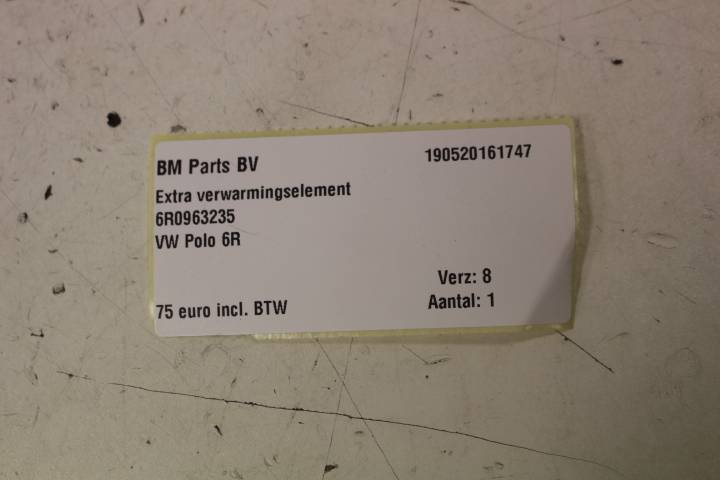 BM Parts BV
190520161747
Extra verwarmingselement
6R0963235
VW Polo 6R
Verz: 8
75 euro incl. BTW
Aantal: 1